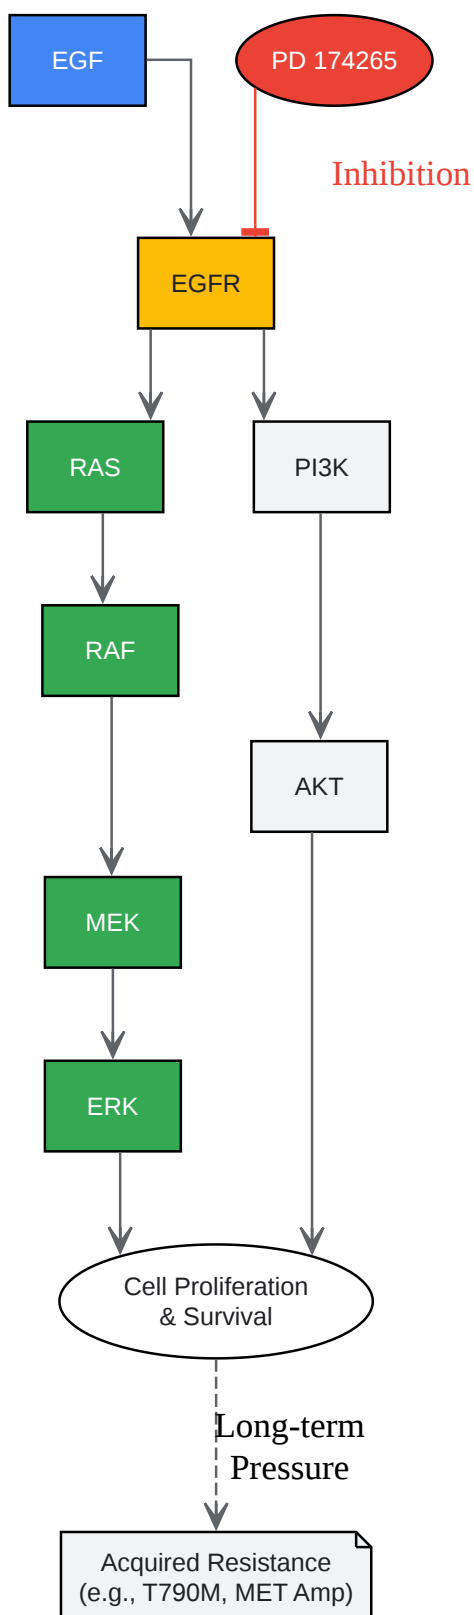 EGF
PD 174265
Inhibition
EGFR
RAS
PI3K
RAF
AKT
MEK
ERK
Cell Proliferation
& Survival
Long-term
Pressure
Acquired Resistance
(e.g., T790M, MET Amp)